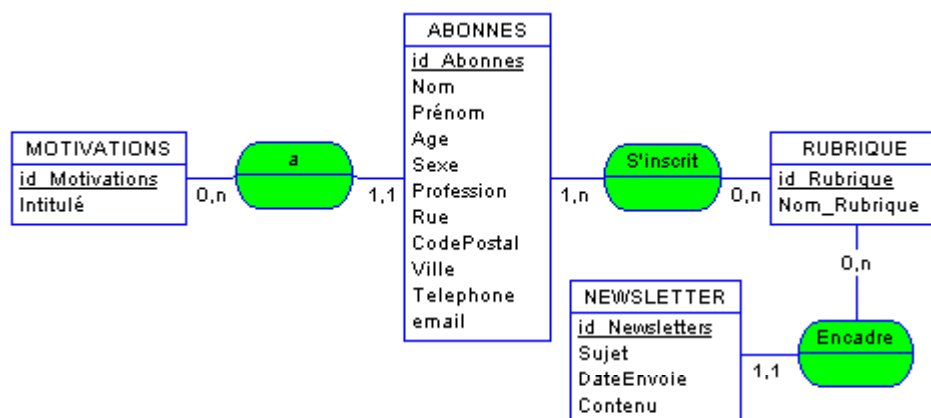 MOTIVATIONS
id_Motivations
Intitulé
0,n
a
1,1
ABONNES
id_Abonnes
Nom
Prénom
Age
Sexe
Profession
Rue
CodePostal
Ville
Telephone
email
1,n
S'inscrit
0,n
RUBRIQUE
id_Rubrique
Nom_Rubrique
0,n
Encadre
1,1
NEWSLETTER
id_Newsletters
Sujet
DateEnvoie
Contenu